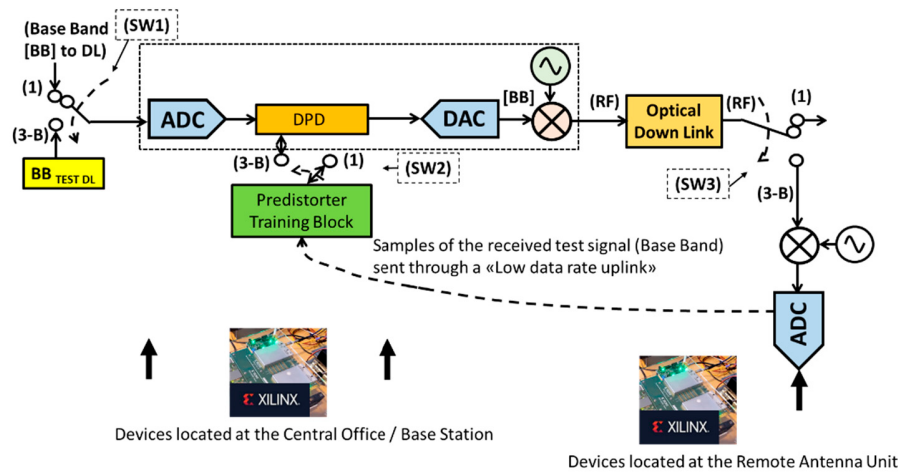 (Base Band
[BB] to DL)
(SW1)
(1)
(3-B)
BB TEST DL
ADC
DPD
DAC
[BB]
(RF)
Optical
Down Link
(RF)
(1)
(3-B)
(1)
(SW2)
(SW3)
(3-B)
Predistorter
Training Block
Samples of the received test signal (Base Band)
sent through a «Low data rate uplink»
ADC
XILINX.
XILINX.
Devices located at the Central Office / Base Station
Devices located at the Remote Antenna Unit